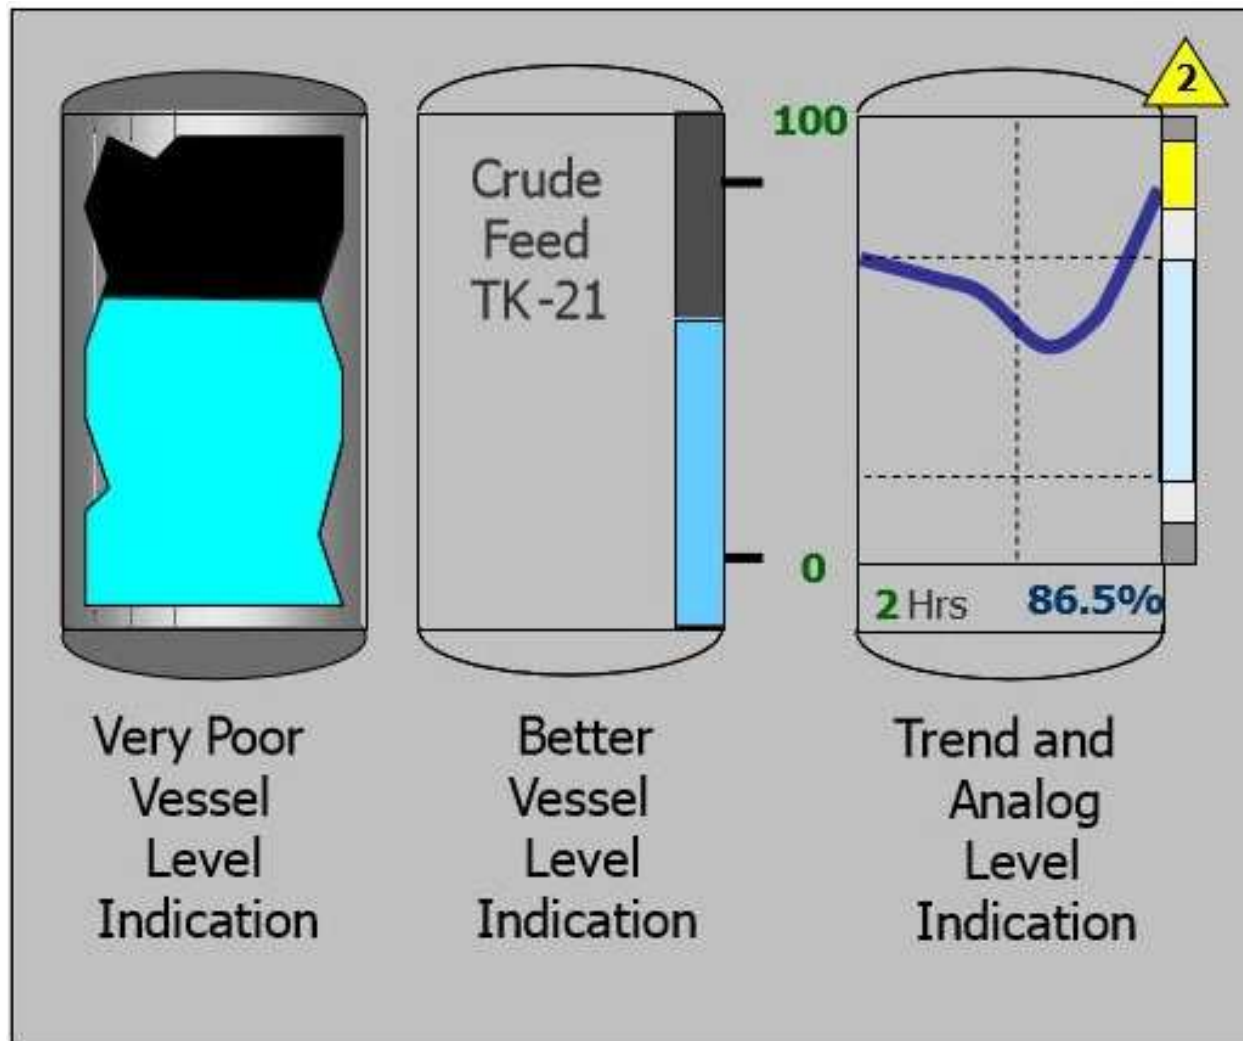 2
100
Crude
Feed
TK-21
0
2 Hrs 86.5%
Very Poor
Vessel
Level
Indication
Better
Vessel
Level
Indication
Trend and
Analog
Level
Indication